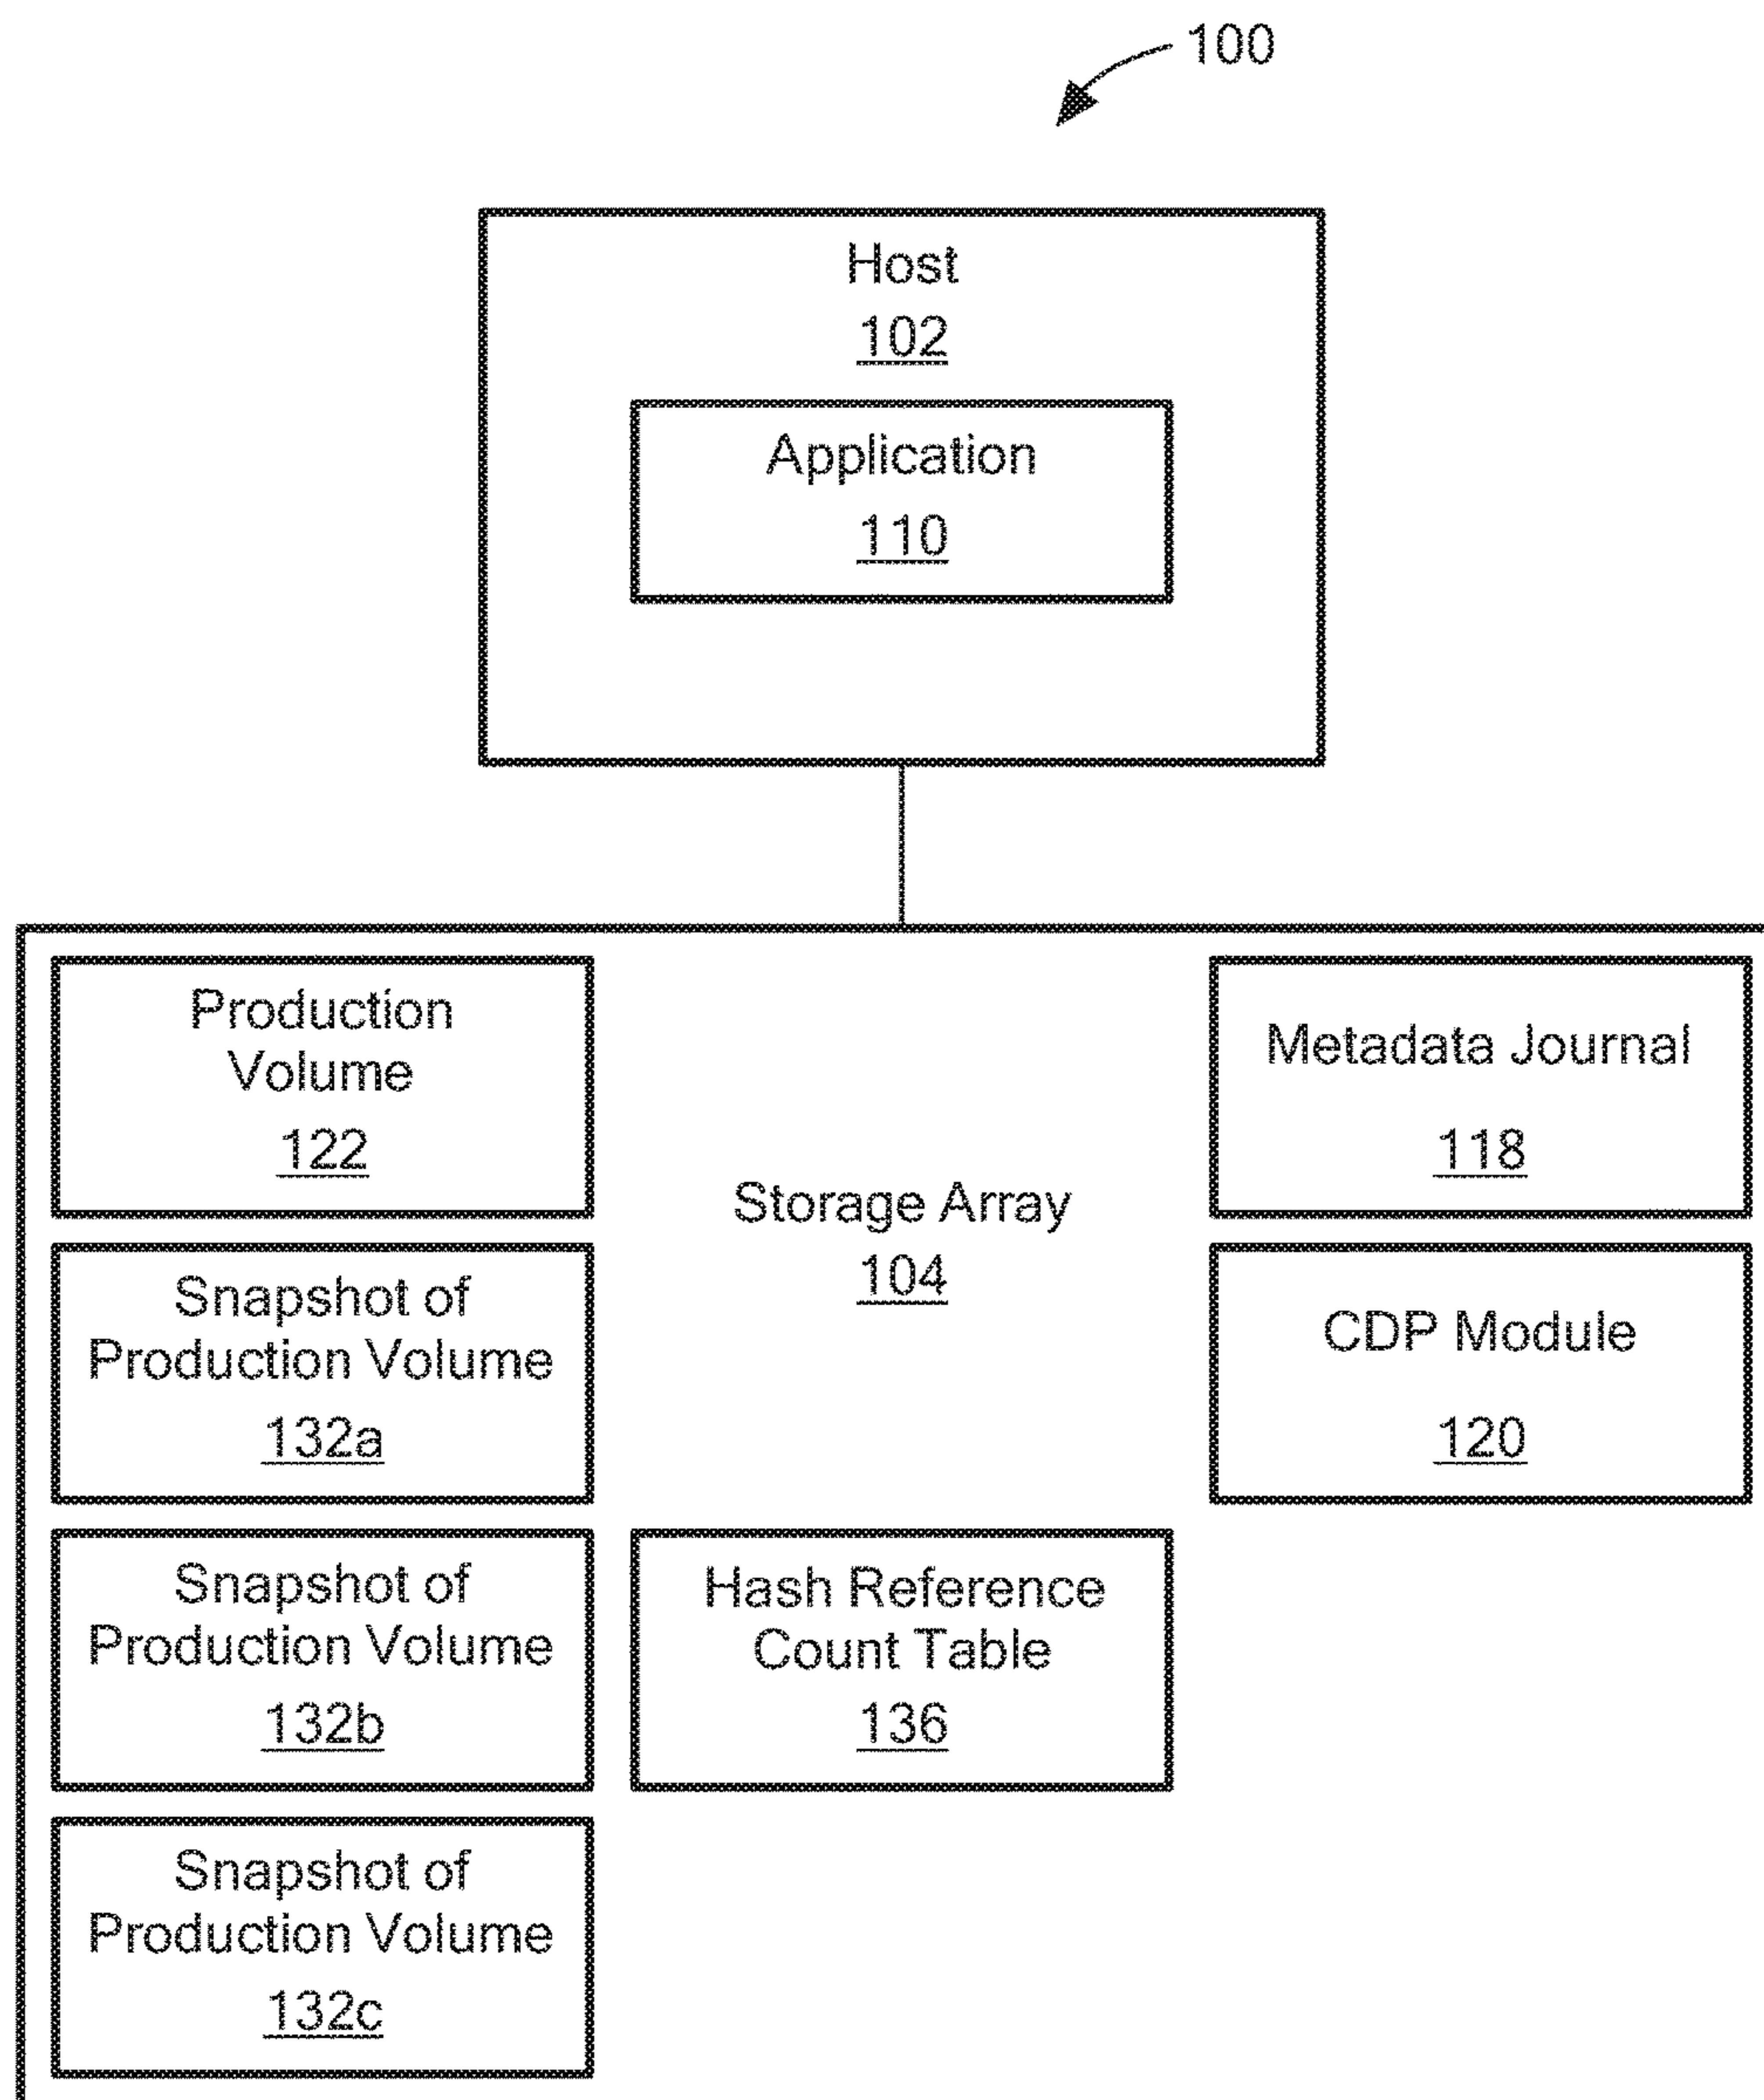 100
Host
102
Application
110
Production
Volume
122
Metadata Journal
118
Storage Array
104
Snapshot of
Production Volume
132a
CDP Module
120
Snapshot of
Production Volume
132b
Hash Reference
Count Table
136
Snapshot of
Production Volume
132c